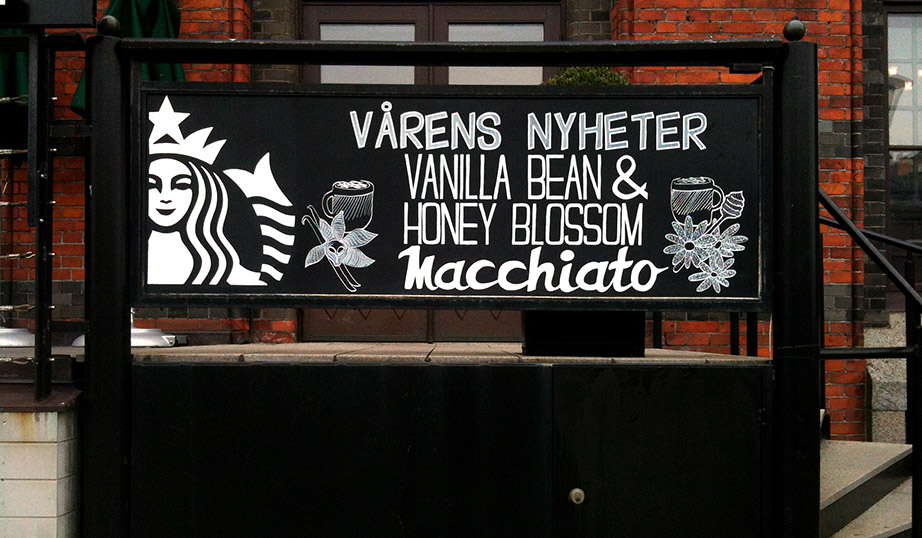 VÅRENS NYHETER
VANILLA BEAN &
HONEY BLOSSOM
Macchiato